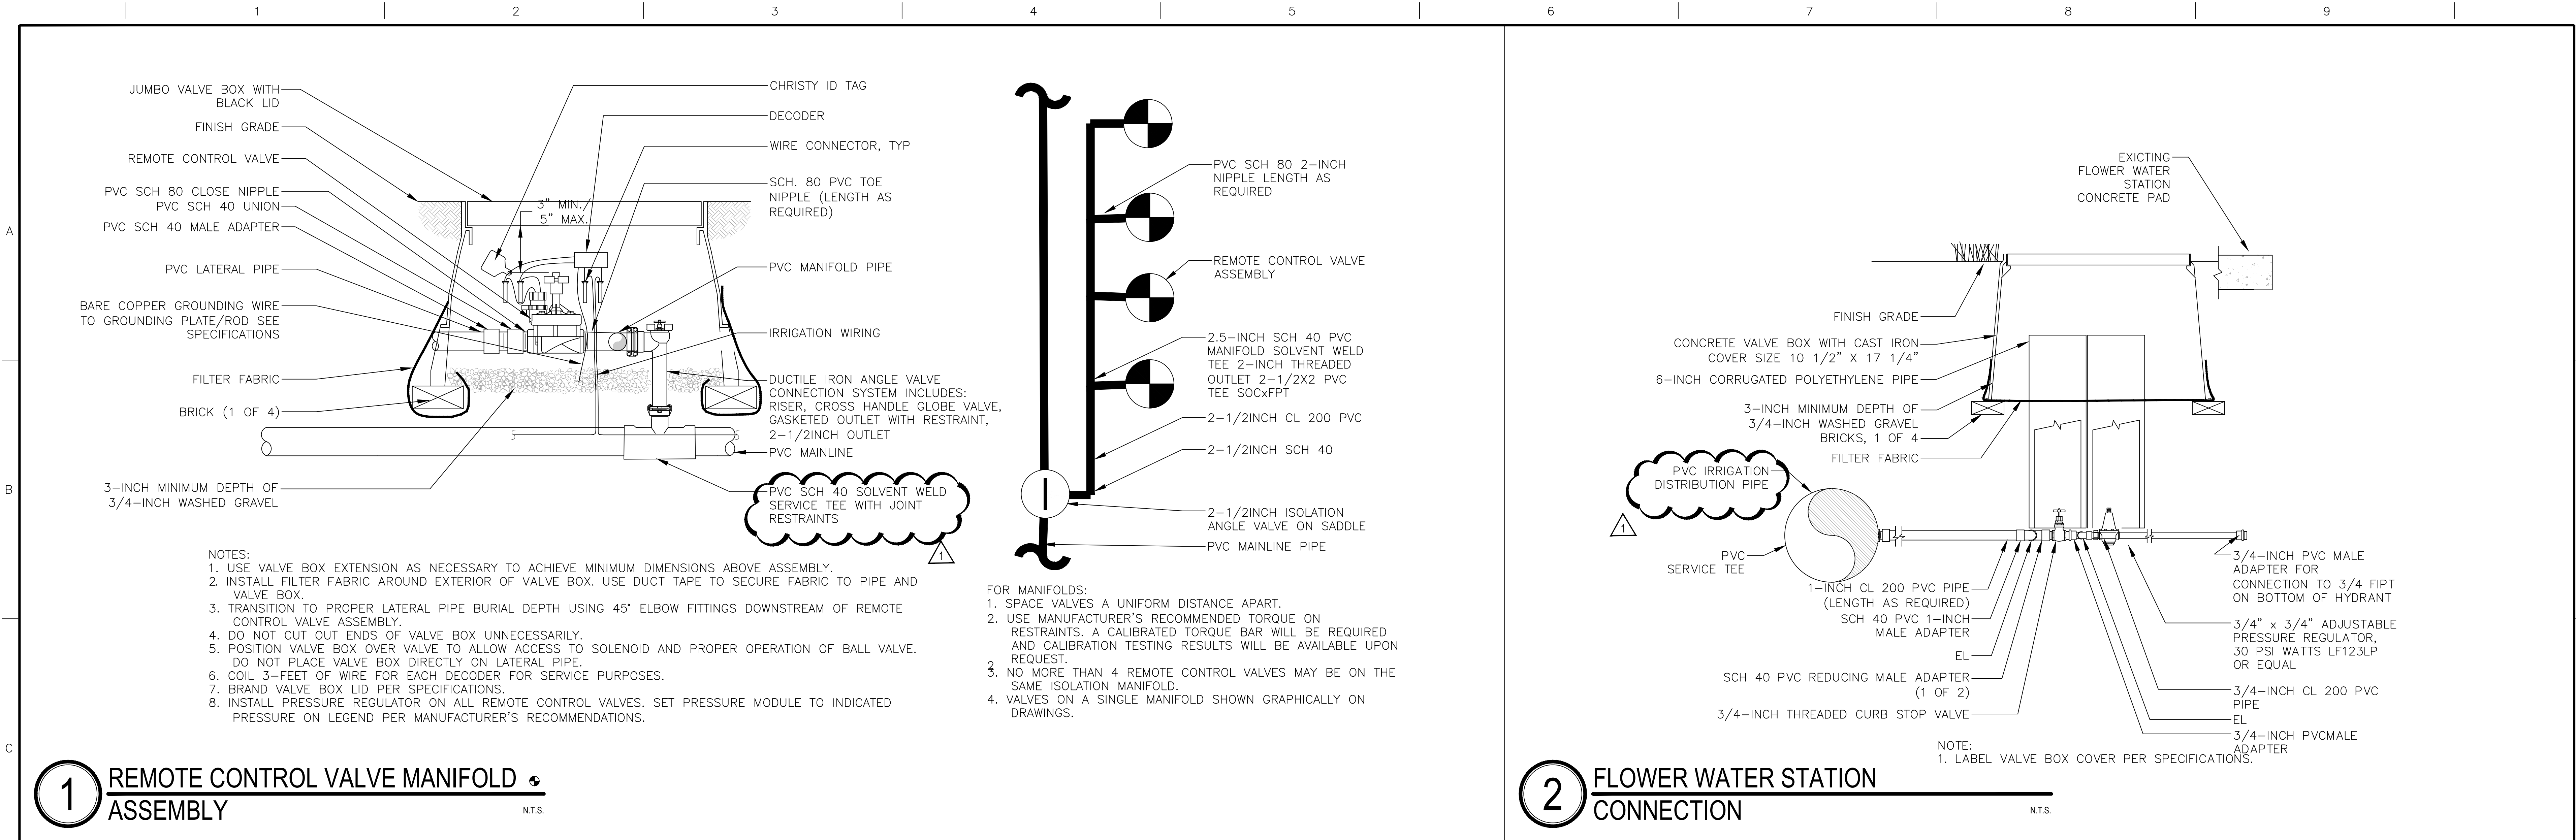 1 2 3 4 5 6 7 8 9
A
B
C
JUMBO VALVE BOX WITH
BLACK LID
FINISH GRADE
REMOTE CONTROL VALVE
PVC SCH 80 CLOSE NIPPLE
PVC SCH 40 UNION
PVC SCH 40 MALE ADAPTER
PVC LATERAL PIPE
BARE COPPER GROUNDING WIRE
TO GROUNDING PLATE/ROD SEE
SPECIFICATIONS
FILTER FABRIC
BRICK (1 OF 4)
3-INCH MINIMUM DEPTH OF
3/4-INCH WASHED GRAVEL
3" MIN./
5" MAX.
CHRISTY ID TAG
DECODER
WIRE CONNECTOR, TYP
SCH. 80 PVC TOE
NIPPLE (LENGTH AS
REQUIRED)
PVC MANIFOLD PIPE
IRRIGATION WIRING
DUCTILE IRON ANGLE VALVE
CONNECTION SYSTEM INCLUDES:
RISER, CROSS HANDLE GLOBE VALVE,
GASKETED OUTLET WITH RESTRAINT,
2-1/2INCH OUTLET
PVC MAINLINE
PVC SCH 40 SOLVENT WELD
SERVICE TEE WITH JOINT
RESTRAINTS
1
NOTES:
1. USE VALVE BOX EXTENSION AS NECESSARY TO ACHIEVE MINIMUM DIMENSIONS ABOVE ASSEMBLY.
2. INSTALL FILTER FABRIC AROUND EXTERIOR OF VALVE BOX. USE DUCT TAPE TO SECURE FABRIC TO PIPE AND
VALVE BOX.
3. TRANSITION TO PROPER LATERAL PIPE BURIAL DEPTH USING 45° ELBOW FITTINGS DOWNSTREAM OF REMOTE
CONTROL VALVE ASSEMBLY.
4. DO NOT CUT OUT ENDS OF VALVE BOX UNNECESSARILY.
5. POSITION VALVE BOX OVER VALVE TO ALLOW ACCESS TO SOLENOID AND PROPER OPERATION OF BALL VALVE.
DO NOT PLACE VALVE BOX DIRECTLY ON LATERAL PIPE.
6. COIL 3-FEET OF WIRE FOR EACH DECODER FOR SERVICE PURPOSES.
7. BRAND VALVE BOX LID PER SPECIFICATIONS.
8. INSTALL PRESSURE REGULATOR ON ALL REMOTE CONTROL VALVES. SET PRESSURE MODULE TO INDICATED
PRESSURE ON LEGEND PER MANUFACTURER'S RECOMMENDATIONS.
PVC SCH 80 2-INCH
NIPPLE LENGTH AS
REQUIRED
REMOTE CONTROL VALVE
ASSEMBLY
2.5-INCH SCH 40 PVC
MANIFOLD SOLVENT WELD
TEE 2-INCH THREADED
OUTLET 2-1/2X2 PVC
TEE SOCxFPT
2-1/2INCH CL 200 PVC
2-1/2INCH SCH 40
2-1/2INCH ISOLATION
ANGLE VALVE ON SADDLE
PVC MAINLINE PIPE
FOR MANIFOLDS:
1. SPACE VALVES A UNIFORM DISTANCE APART.
2. USE MANUFACTURER'S RECOMMENDED TORQUE ON
RESTRAINTS. A CALIBRATED TORQUE BAR WILL BE REQUIRED
AND CALIBRATION TESTING RESULTS WILL BE AVAILABLE UPON
REQUEST.
2
3. NO MORE THAN 4 REMOTE CONTROL VALVES MAY BE ON THE
SAME ISOLATION MANIFOLD.
4. VALVES ON A SINGLE MANIFOLD SHOWN GRAPHICALLY ON
DRAWINGS.
1 REMOTE CONTROL VALVE MANIFOLD
ASSEMBLY
N.T.S.
EXICTING
FLOWER WATER
STATION
CONCRETE PAD
FINISH GRADE
CONCRETE VALVE BOX WITH CAST IRON
COVER SIZE 10 1/2" X 17 1/4"
6-INCH CORRUGATED POLYETHYLENE PIPE
3-INCH MINIMUM DEPTH OF
3/4-INCH WASHED GRAVEL
BRICKS, 1 OF 4
FILTER FABRIC
PVC IRRIGATION
DISTRIBUTION PIPE
1
PVC
SERVICE TEE
1-INCH CL 200 PVC PIPE
(LENGTH AS REQUIRED)
SCH 40 PVC 1-INCH
MALE ADAPTER
EL
SCH 40 PVC REDUCING MALE ADAPTER
(1 OF 2)
3/4-INCH THREADED CURB STOP VALVE
3/4-INCH PVC MALE
ADAPTER FOR
CONNECTION TO 3/4 FIPT
ON BOTTOM OF HYDRANT
3/4" x 3/4" ADJUSTABLE
PRESSURE REGULATOR,
30 PSI WATTS LF123LP
OR EQUAL
3/4-INCH CL 200 PVC
PIPE
EL
3/4-INCH PVCMALE
ADAPTER
NOTE:
1. LABEL VALVE BOX COVER PER SPECIFICATIONS.
2 FLOWER WATER STATION
CONNECTION
N.T.S.